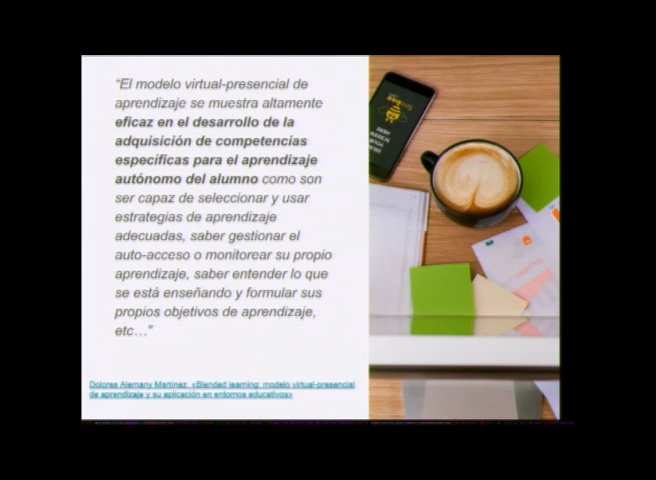 “El modelo virtual-presencial de
aprendizaje se muestra altamente
eficaz en el desarrollo de la
adquisición de competencias
específicas para el aprendizaje
autónomo del alumno como son
ser capaz de seleccionar y usar
estrategias de aprendizaje
adecuadas, saber gestionar el
auto-acceso o monitorear su propio
aprendizaje, saber entender lo que
se está enseñando y formular sus
propios objetivos de aprendizaje,
etc…”
Dolores Alemany Martínez, «Blended learning: modelo virtual-presencial
de aprendizaje y su aplicación en entornos educativos»